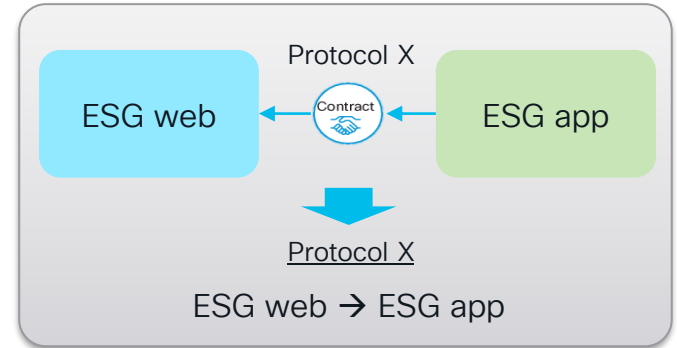 Protocol X
ESG web
Contract
ESG app
Protocol X
ESG web → ESG app